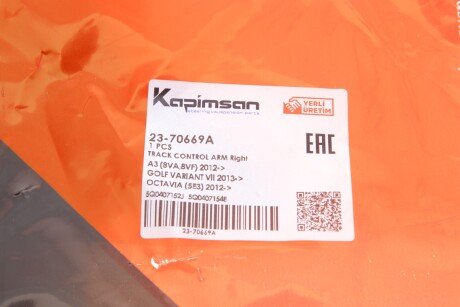 Kapimsan
steering & suspension parts
YERLİ
ÜRETİM
23-70669A
1 PCS
TRACK CONTROL ARM Right
A3 (8VA,8VF) 2012->
GOLF VARIANT VII 2013->
OCTAVIA (5E3) 2012->
5Q0407152J 5Q0407154E
EAC
23-70669A